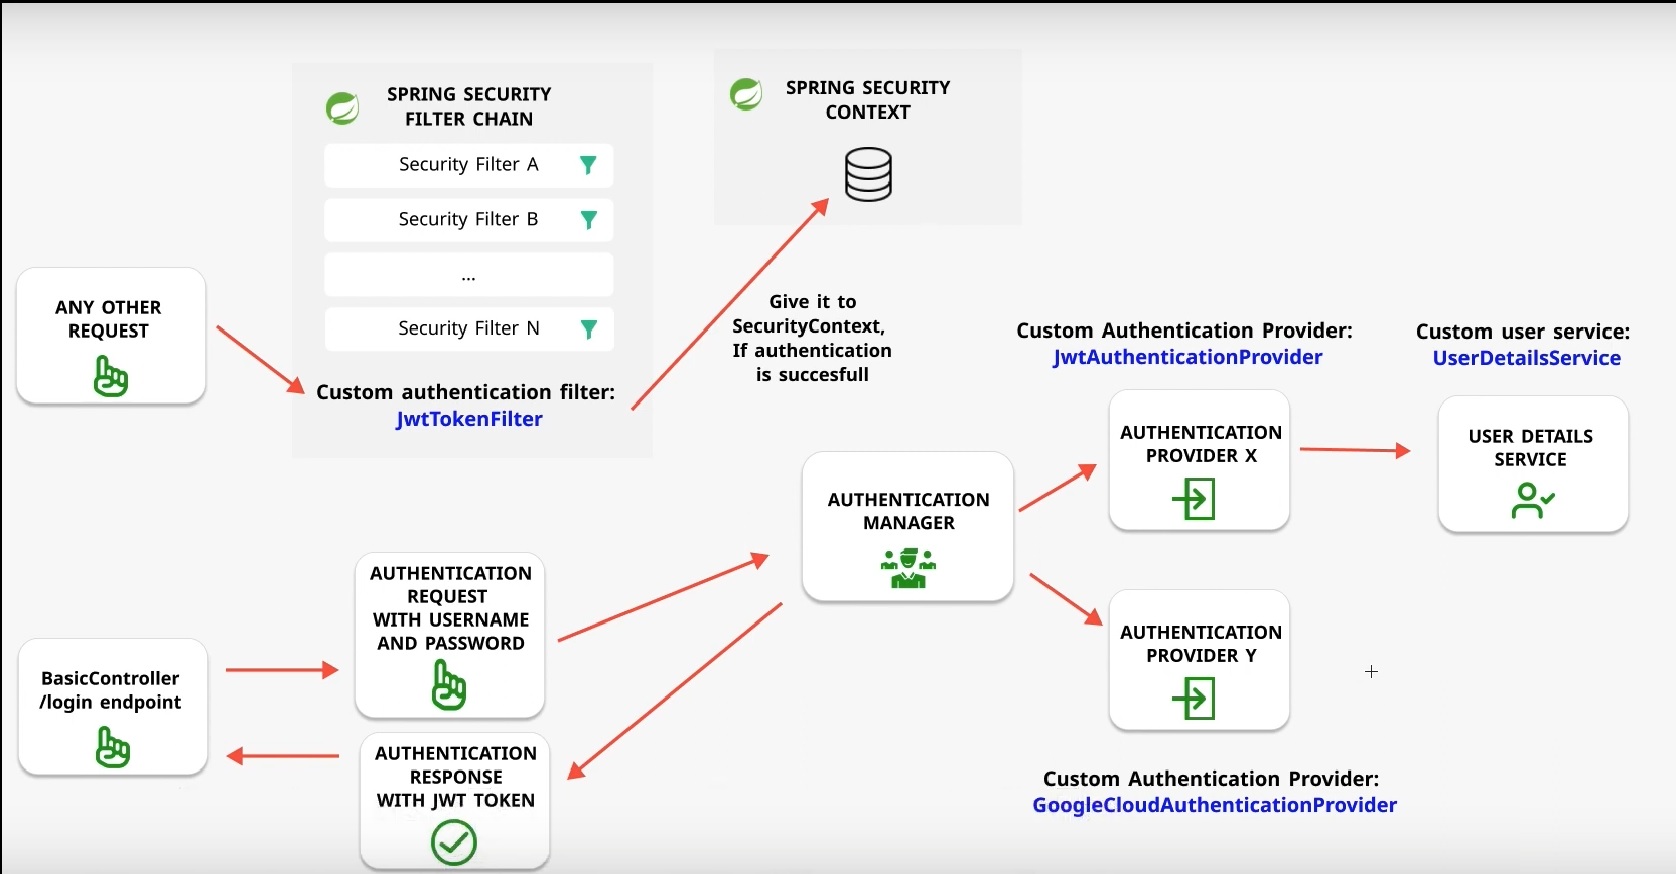 SPRING SECURITY
FILTER CHAIN
Security Filter A
Security Filter B
...
Security Filter N
Custom authentication filter:
JwtTokenFilter
SPRING SECURITY
CONTEXT
ANY OTHER
REQUEST
Give it to
SecurityContext,
If authentication
is succesfull
Custom Authentication Provider:
JwtAuthenticationProvider
AUTHENTICATION
PROVIDER X
Custom user service:
UserDetailsService
USER DETAILS
SERVICE
AUTHENTICATION
MANAGER
AUTHENTICATION
REQUEST
WITH USERNAME
AND PASSWORD
BasicController
/login endpoint
AUTHENTICATION
RESPONSE
WITH JWT TOKEN
AUTHENTICATION
PROVIDER Y
Custom Authentication Provider:
GoogleCloudAuthenticationProvider